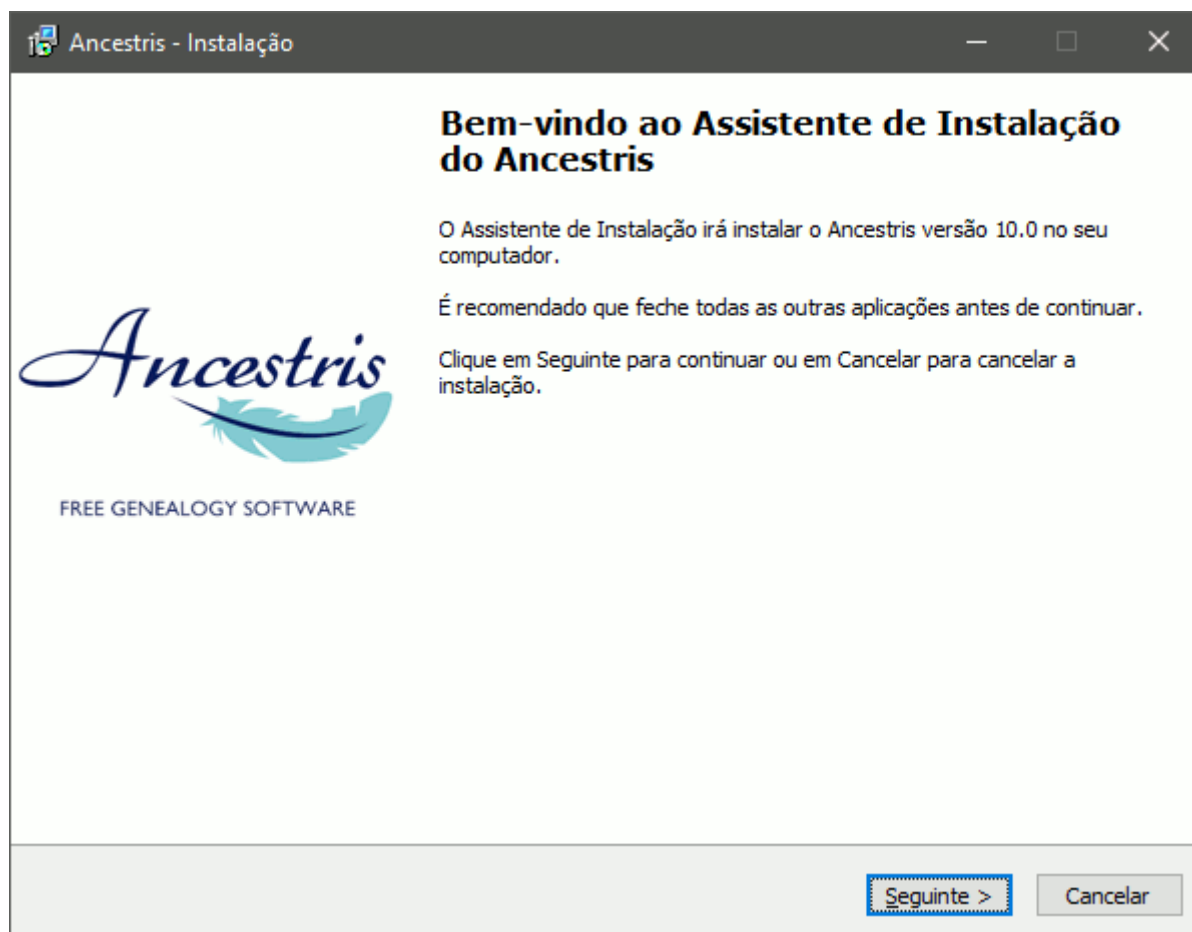 Ancestris - Instalação
Bem-vindo ao Assistente de Instalação
do Ancestris
O Assistente de Instalação irá instalar o Ancestris versão 10.0 no seu
computador.
É recomendado que feche todas as outras aplicações antes de continuar.
Clique em Seguinte para continuar ou em Cancelar para cancelar a
instalação.
Ancestris
FREE GENEALOGY SOFTWARE
Seguinte >
Cancelar